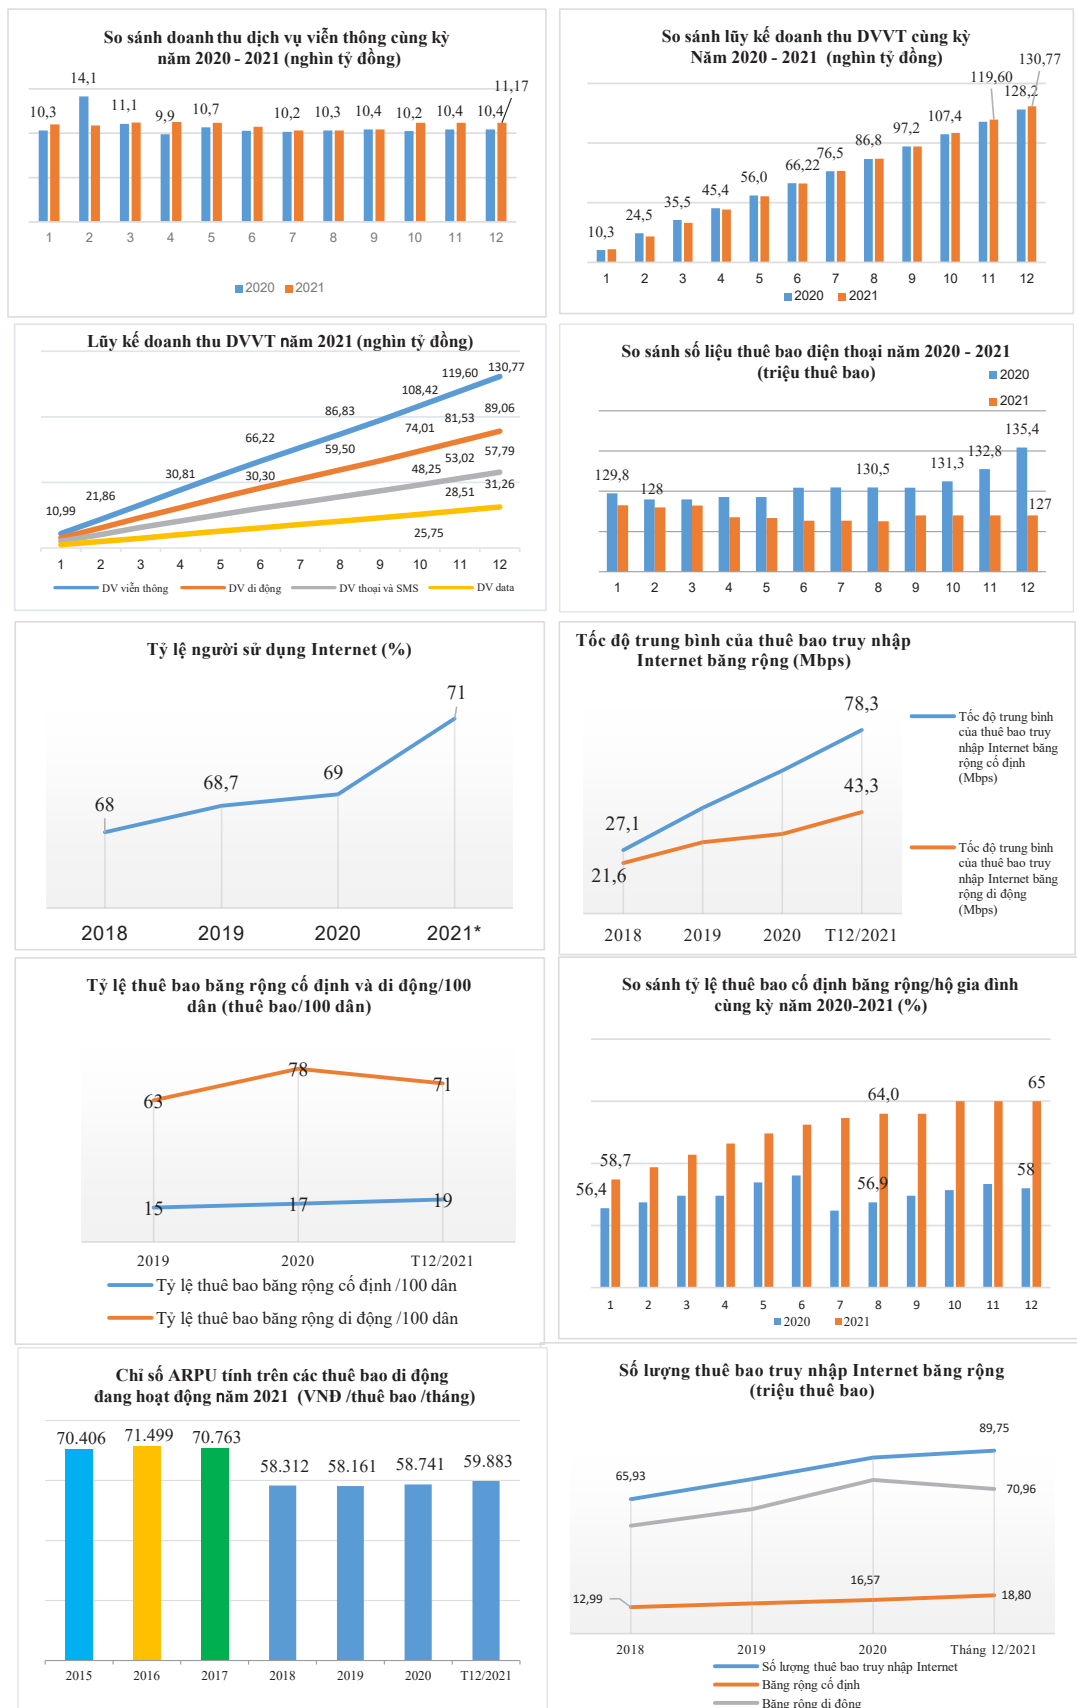 So sánh doanh thu dịch vụ viễn thông cùng kỳ
năm 2020 - 2021 (nghìn tỷ đồng)
10,3
14,1
11,1
9,9
10,7
10,2
10,3
10,4
10,2
10,4
10,4
11,17
1 2 3 4 5 6 7 8 9 10 11 12
2020 2021
So sánh lũy kế doanh thu DVVT cùng kỳ
Năm 2020 - 2021 (nghìn tỷ đồng)
10,3
24,5
35,5
45,4
56,0
66,22
76,5
86,8
97,2
107,4
119,60
128,2
130,77
1 2 3 4 5 6 7 8 9 10 11 12
2020 2021
Lũy kế doanh thu DVVT năm 2021 (nghìn tỷ đồng)
10,99
21,86
30,81
66,22
86,83
108,42
119,60
130,77
30,30
59,50
74,01
81,53
89,06
48,25
53,02
57,79
25,75
28,51
31,26
1 2 3 4 5 6 7 8 9 10 11 12
DV viễn thông DV di động DV thoại và SMS DV data
So sánh số liệu thuê bao điện thoại năm 2020 - 2021
(triệu thuê bao)
2020
2021
129,8
128
130,5
131,3
132,8
135,4
127
1 2 3 4 5 6 7 8 9 10 11 12
Tỷ lệ người sử dụng Internet (%)
68
68,7
69
71
2018 2019 2020 2021*
Tốc độ trung bình của thuê bao truy nhập
Internet băng rộng (Mbps)
27,1
78,3
21,6
43,3
2018 2019 2020 T12/2021
Tốc độ trung bình
của thuê bao truy
nhập Internet băng
rộng cố định
(Mbps)
Tốc độ trung bình
của thuê bao truy
nhập Internet băng
rộng di động
(Mbps)
Tỷ lệ thuê bao băng rộng cố định và di động/100
dân (thuê bao/100 dân)
63
78
71
15
17
19
2019 2020 T12/2021
Tỷ lệ thuê bao băng rộng cố định /100 dân
Tỷ lệ thuê bao băng rộng di động /100 dân
So sánh tỷ lệ thuê bao cố định băng rộng/hộ gia đình
cùng kỳ năm 2020-2021 (%)
56,4
58,7
56,9
64,0
58
65
1 2 3 4 5 6 7 8 9 10 11 12
2020 2021
Chỉ số ARPU tính trên các thuê bao di động
đang hoạt động năm 2021 (VNĐ /thuê bao /tháng)
70.406
71.499
70.763
58.312
58.161
58.741
59.883
2015 2016 2017 2018 2019 2020 T12/2021
Số lượng thuê bao truy nhập Internet băng rộng
(triệu thuê bao)
65,93
89,75
70,96
12,99
16,57
18,80
2018 2019 2020 Tháng 12/2021
Số lượng thuê bao truy nhập Internet
Băng rộng cố định
Băng rộng di động